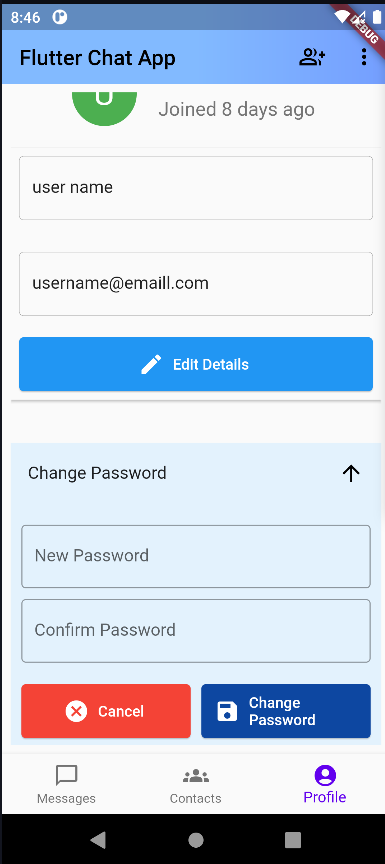 8:46
DEBUG
Flutter Chat App
U
Joined 8 days ago
user name
username@emaill.com
Edit Details
Change Password
New Password
Confirm Password
Cancel
Change
Password
Messages
Contacts
Profile